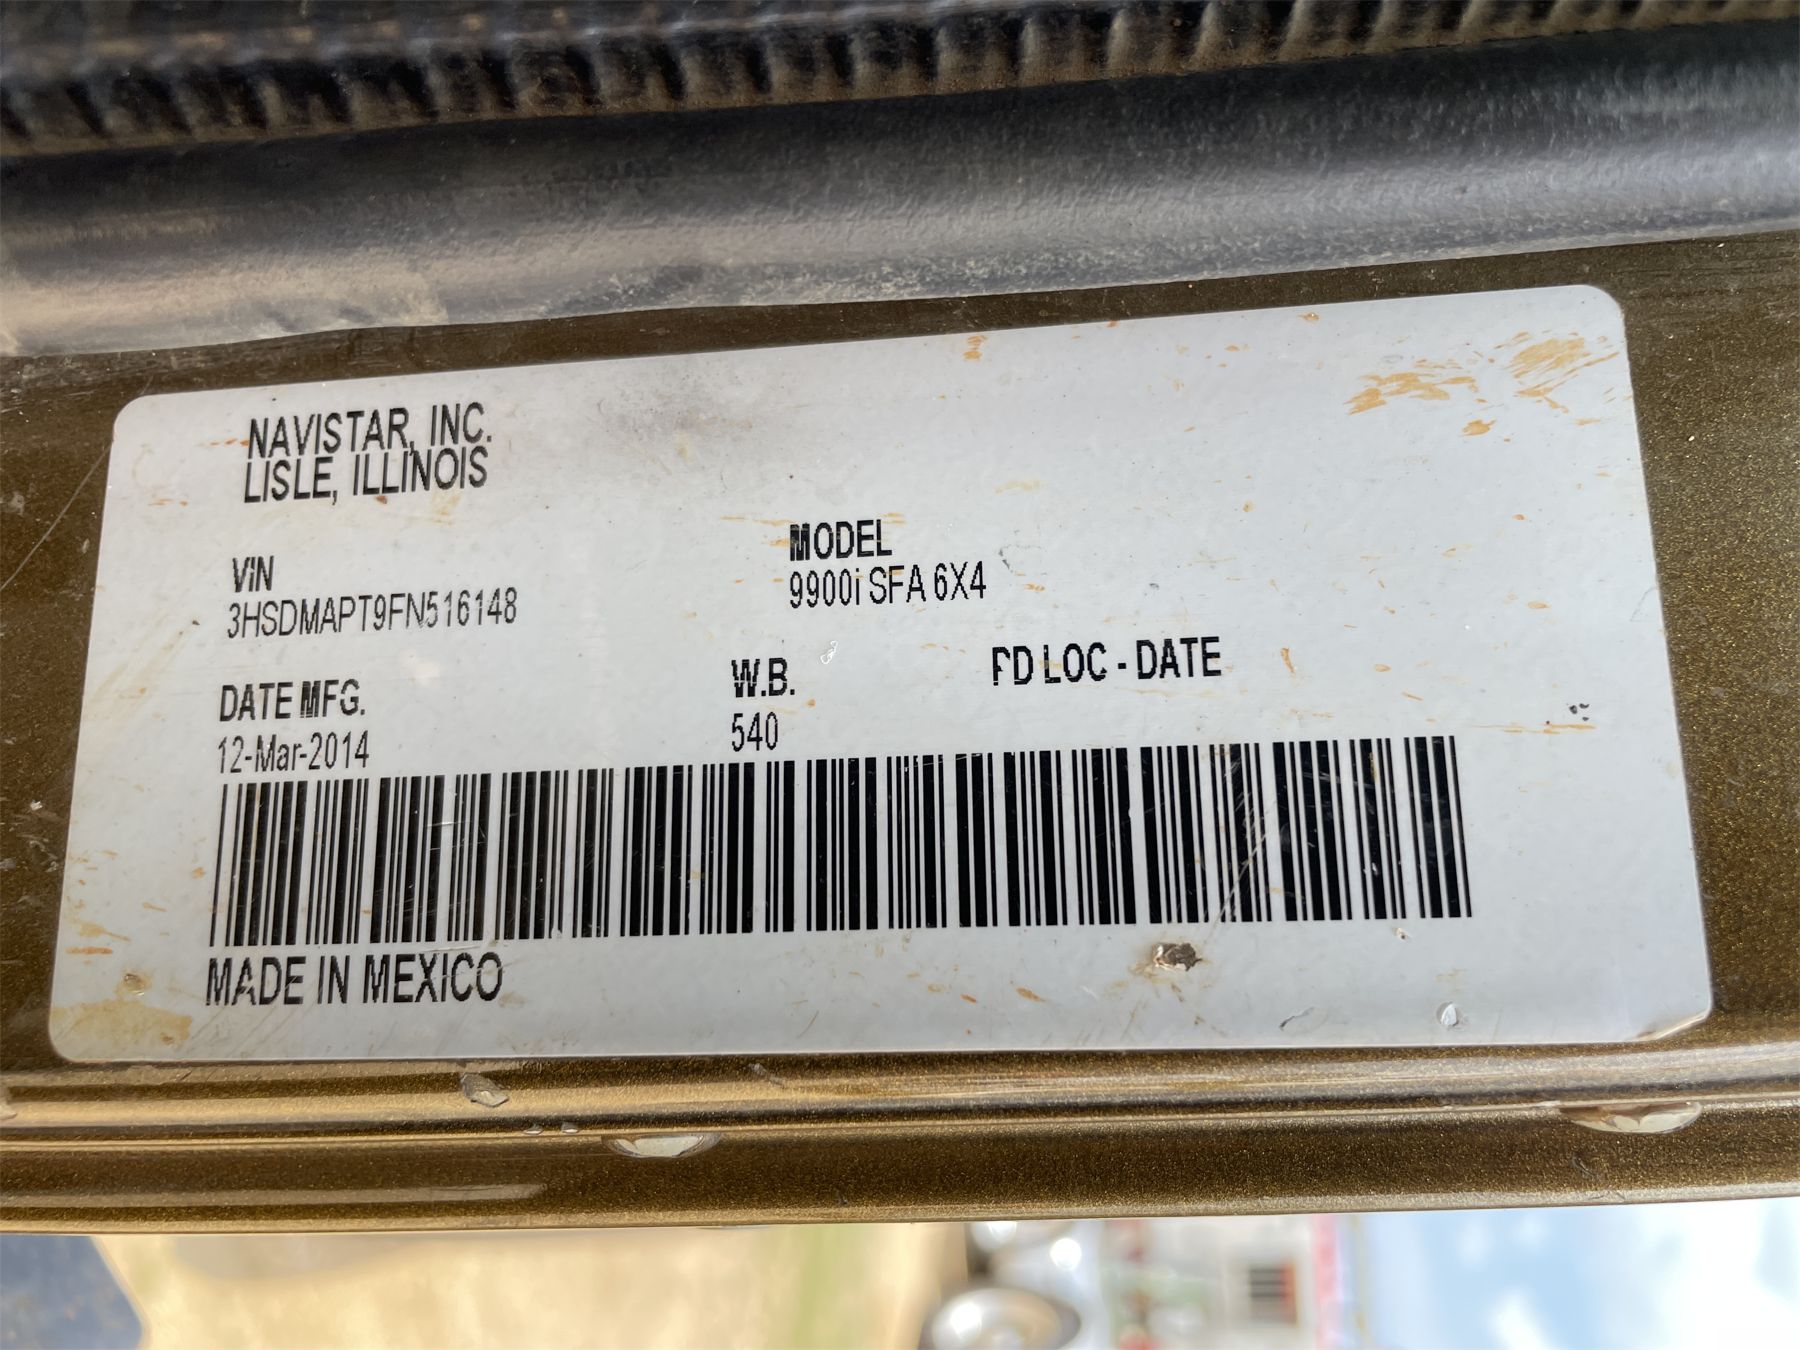 NAVISTAR, INC.
LISLE, ILLINOIS
VIN
3HSDMAPT9FN516148
MODEL
9900i SFA 6X4
DATE MFG.
12-Mar-2014
W.B.
540
FD LOC - DATE
MADE IN MEXICO